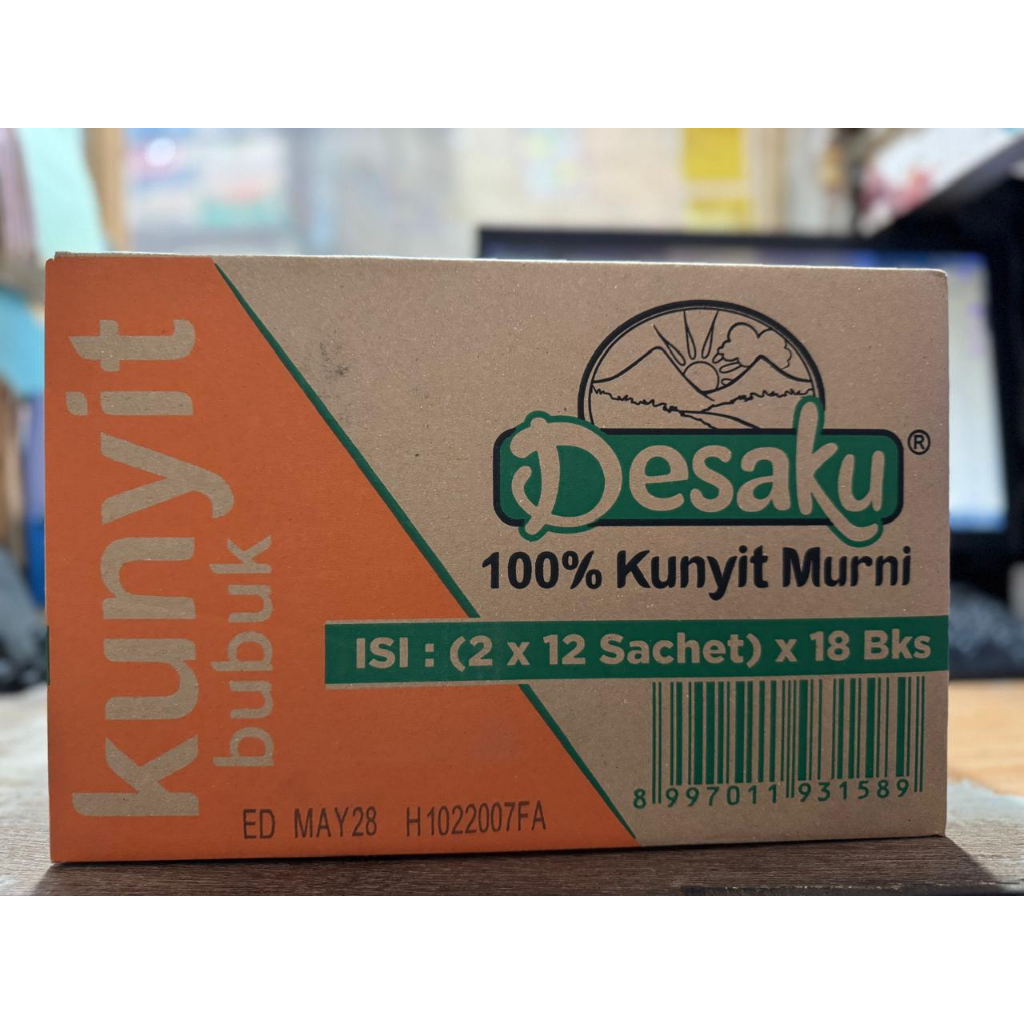 kunyit
bubuk
Desaku ®
100% Kunyit Murni
ISI : (2 x 12 Sachet) x 18 Bks
8 997011 931589
ED MAY28 H1022007FA